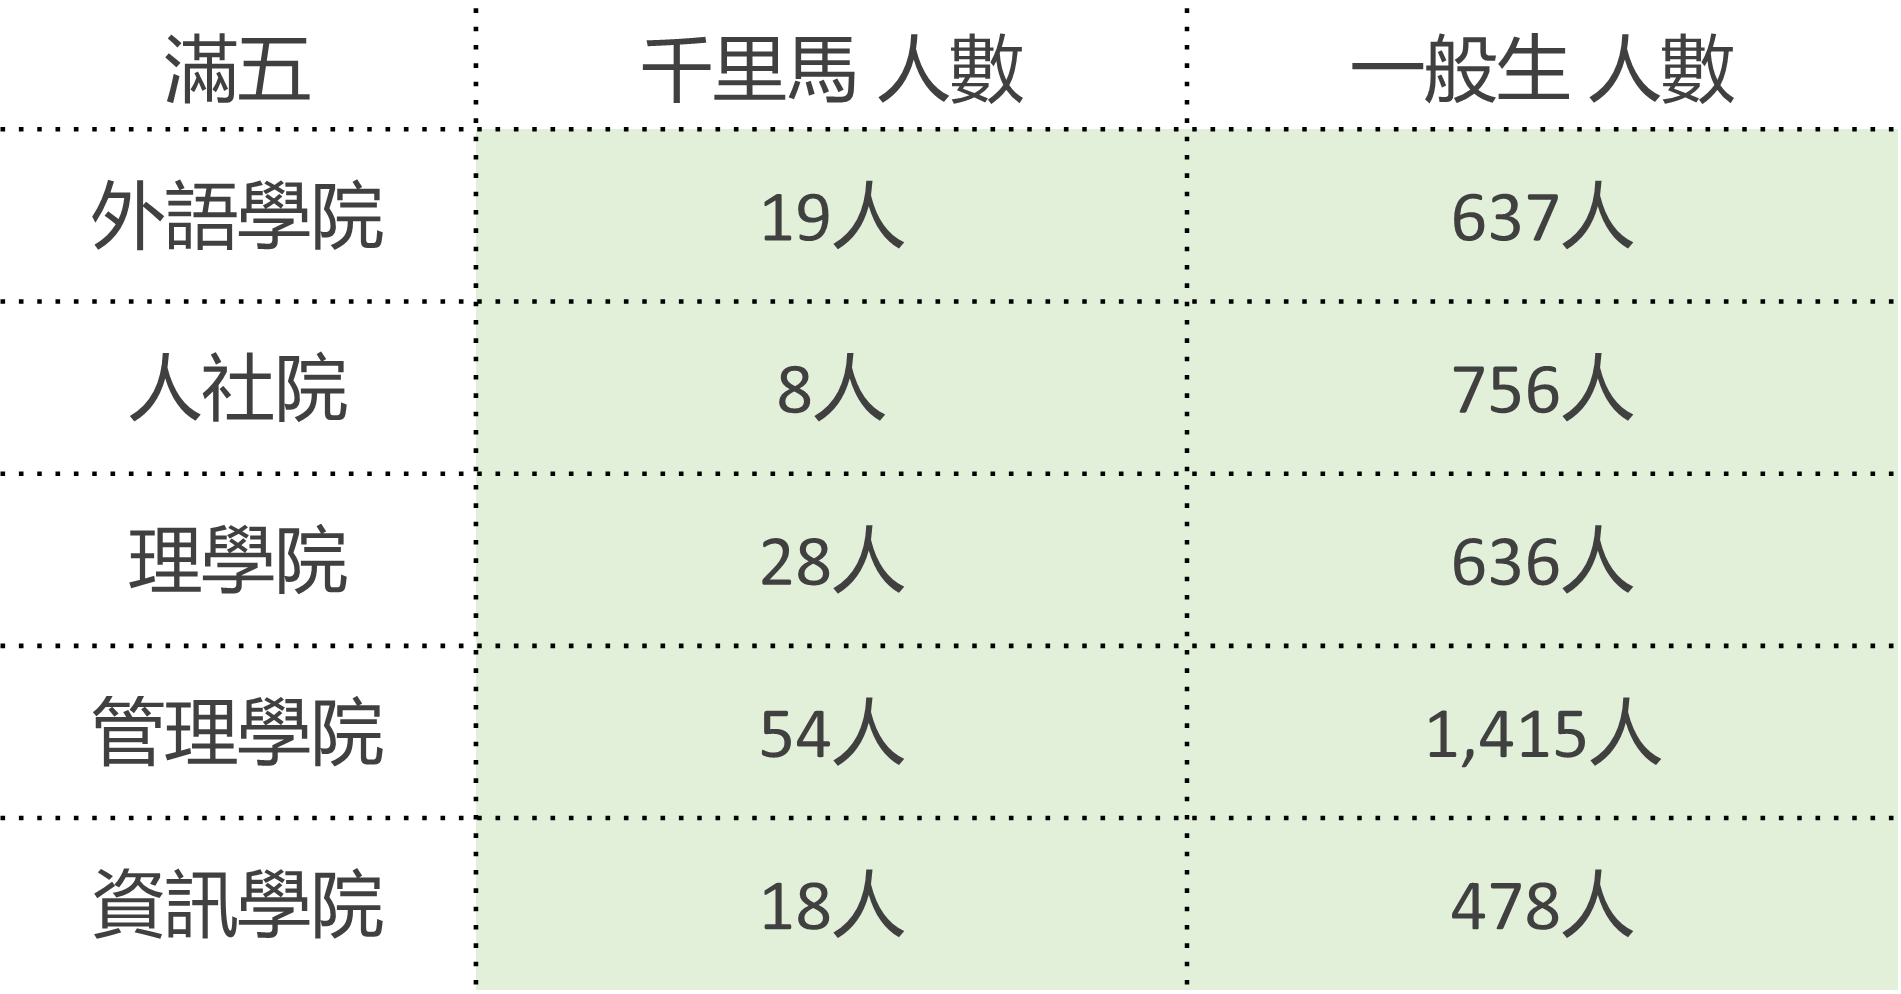 滿五 千里馬 人數 一般生 人數
外語學院 19人 637人
人社院 8人 756人
理學院 28人 636人
管理學院 54人 1,415人
資訊學院 18人 478人